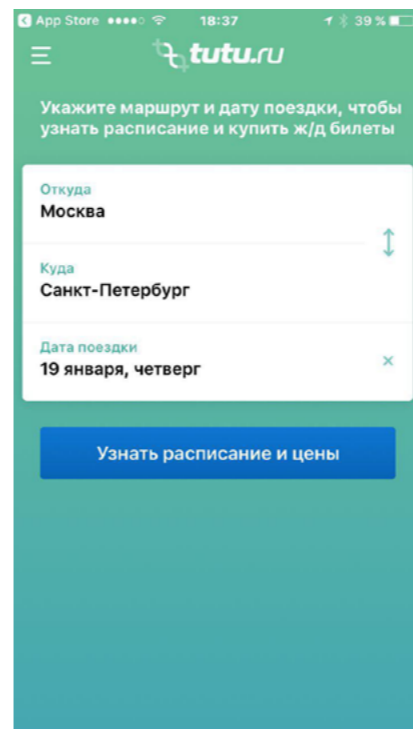 App Store 18:37 39 %
tutu.ru
Укажите маршрут и дату поездки, чтобы
узнать расписание и купить ж/д билеты
Откуда
Москва
Куда
Санкт-Петербург
Дата поездки
19 января, четверг
Узнать расписание и цены